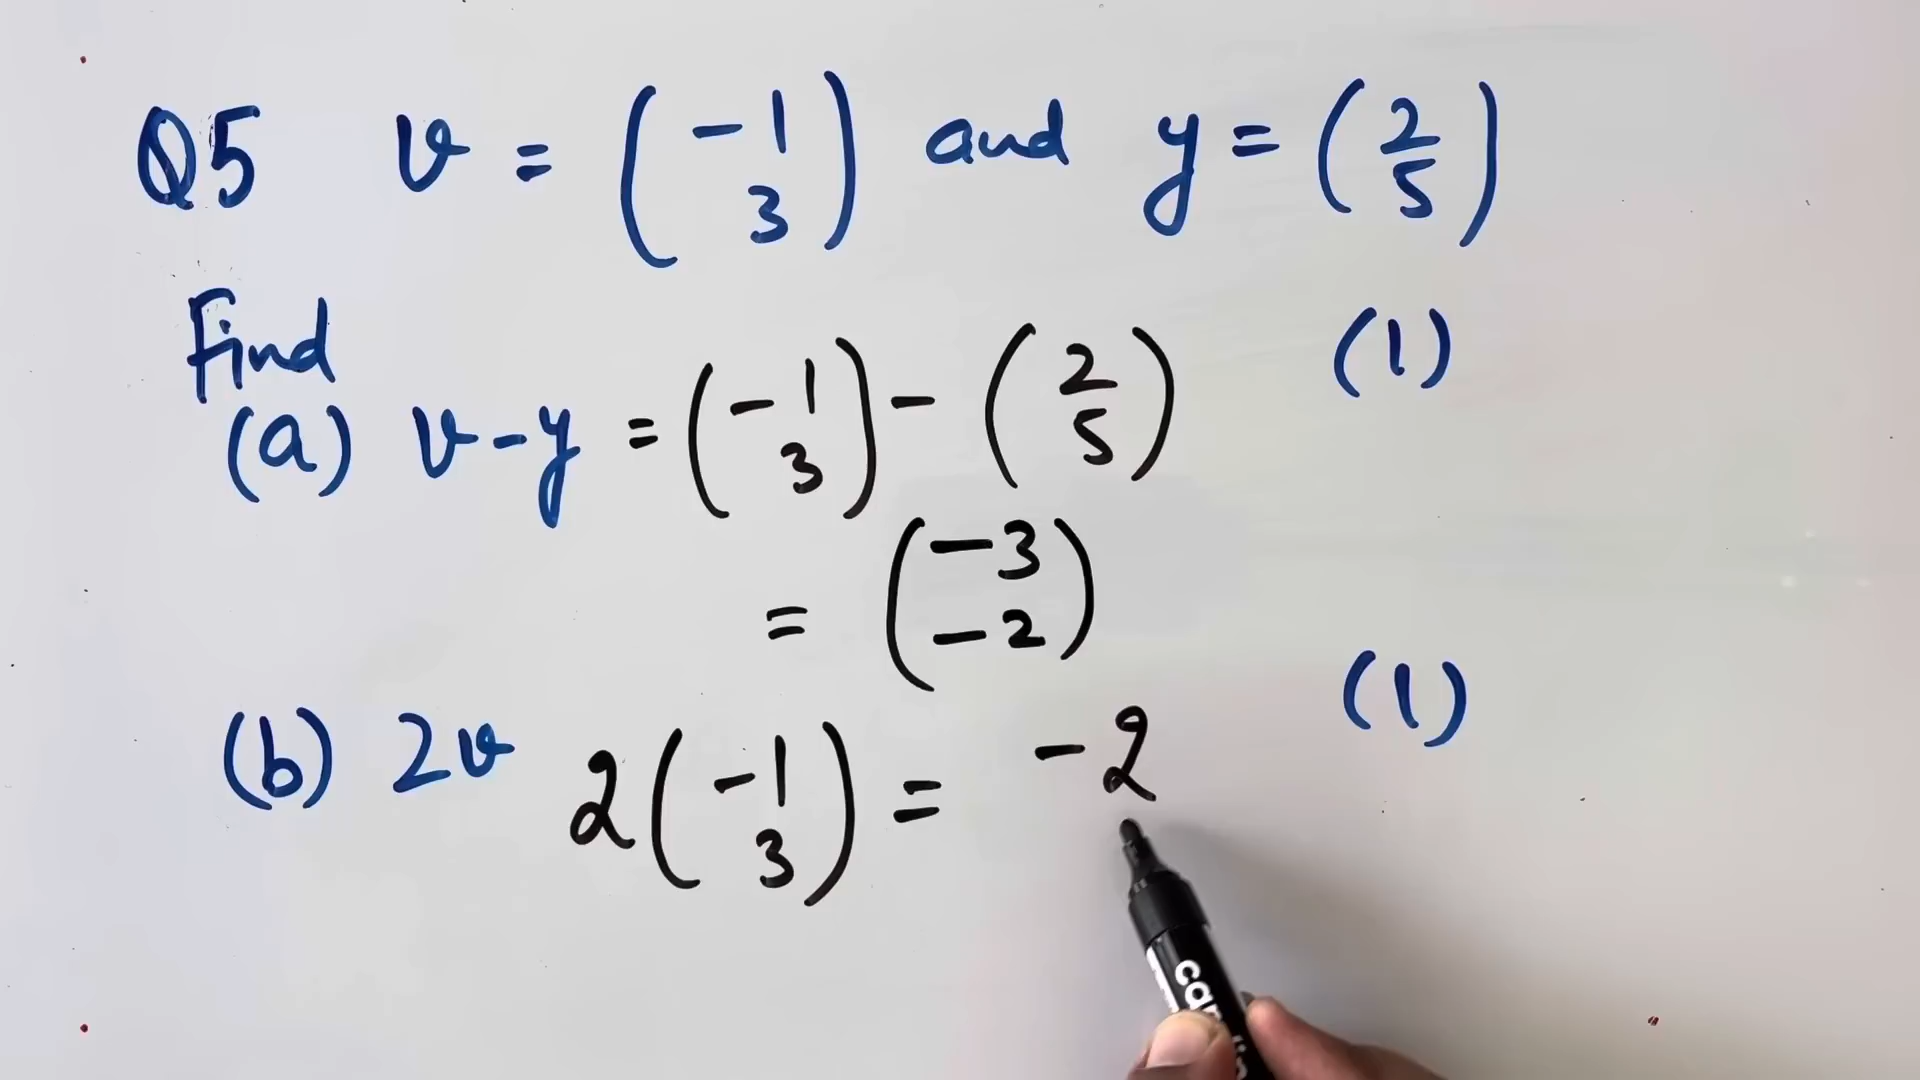 Q5 v = (-1 3) and y = (2 5)
Find (1)
(a) v-y = (-1 3) - (2 5)
= (-3 -2)
(b) 2v 2(-1 3) = -2 (1)